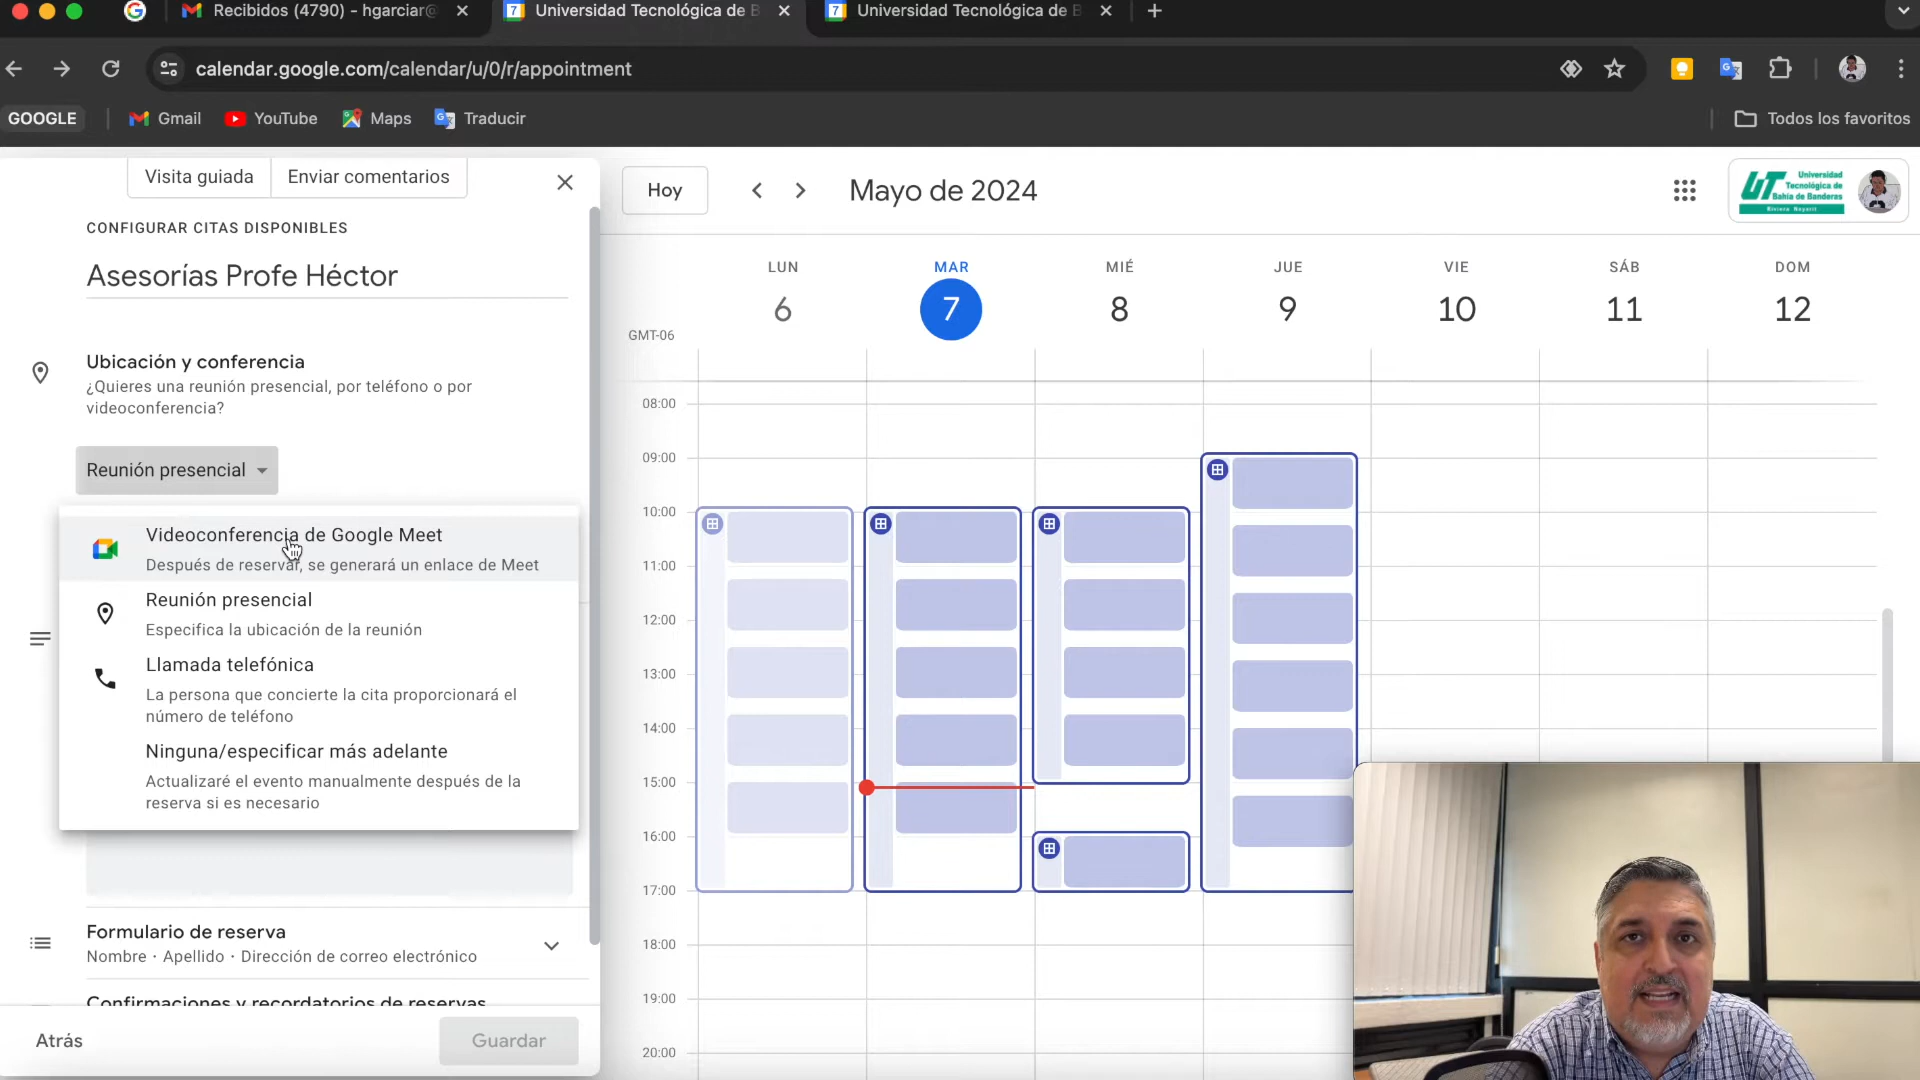 Recibidos (4790) - hgarciar@
Universidad Tecnológica de B
Universidad Tecnológica de B
calendar.google.com/calendar/u/0/r/appointment
GOOGLE
Gmail
YouTube
Maps
Traducir
Todos los favoritos
Visita guiada
Enviar comentarios
CONFIGURAR CITAS DISPONIBLES
Asesorías Profe Héctor
Ubicación y conferencia
¿Quieres una reunión presencial, por teléfono o por
videoconferencia?
Reunión presencial
Videoconferencia de Google Meet
Después de reservar, se generará un enlace de Meet
Reunión presencial
Especifica la ubicación de la reunión
Llamada telefónica
La persona que concierte la cita proporcionará el
número de teléfono
Ninguna/especificar más adelante
Actualizaré el evento manualmente después de la
reserva si es necesario
Formulario de reserva
Nombre · Apellido · Dirección de correo electrónico
Confirmaciones y recordatorios de reservas
Atrás
Guardar
Hoy
Mayo de 2024
UT
Universidad
Tecnológica de
Bahía de Banderas
Riviera Nayarit
LUN
6
MAR
7
MIÉ
8
JUE
9
VIE
10
SÁB
11
DOM
12
GMT-06
08:00
09:00
10:00
11:00
12:00
13:00
14:00
15:00
16:00
17:00
18:00
19:00
20:00